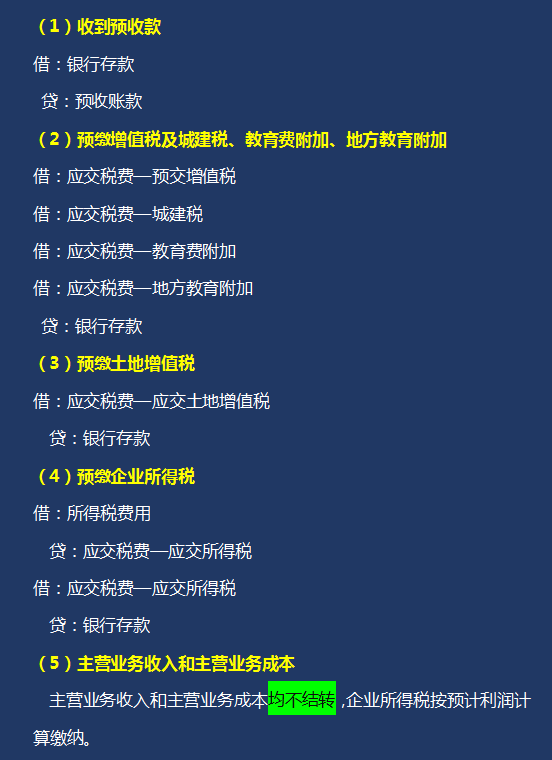 （1）收到预收款
借：银行存款
贷：预收账款
（2）预缴增值税及城建税、教育费附加、地方教育附加
借：应交税费—预交增值税
借：应交税费—城建税
借：应交税费—教育费附加
借：应交税费—地方教育附加
贷：银行存款
（3）预缴土地增值税
借：应交税费—应交土地增值税
贷：银行存款
（4）预缴企业所得税
借：所得税费用
贷：应交税费—应交所得税
借：应交税费—应交所得税
贷：银行存款
（5）主营业务收入和主营业务成本
主营业务收入和主营业务成本均不结转 ,企业所得税按预计利润计
算缴纳。